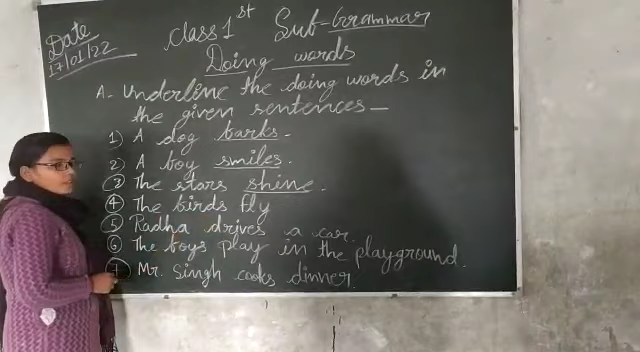 Date
17/01/22
Class 1st Sub-Grammar
Doing words
A- Underline the doing words in
the given sentences-
1) A dog barks.
2) A boy smiles.
3) The stars shine.
4) The birds fly
5) Radha drives a car.
6) The boys play in the playground.
7) Mr. Singh cooks dinner.